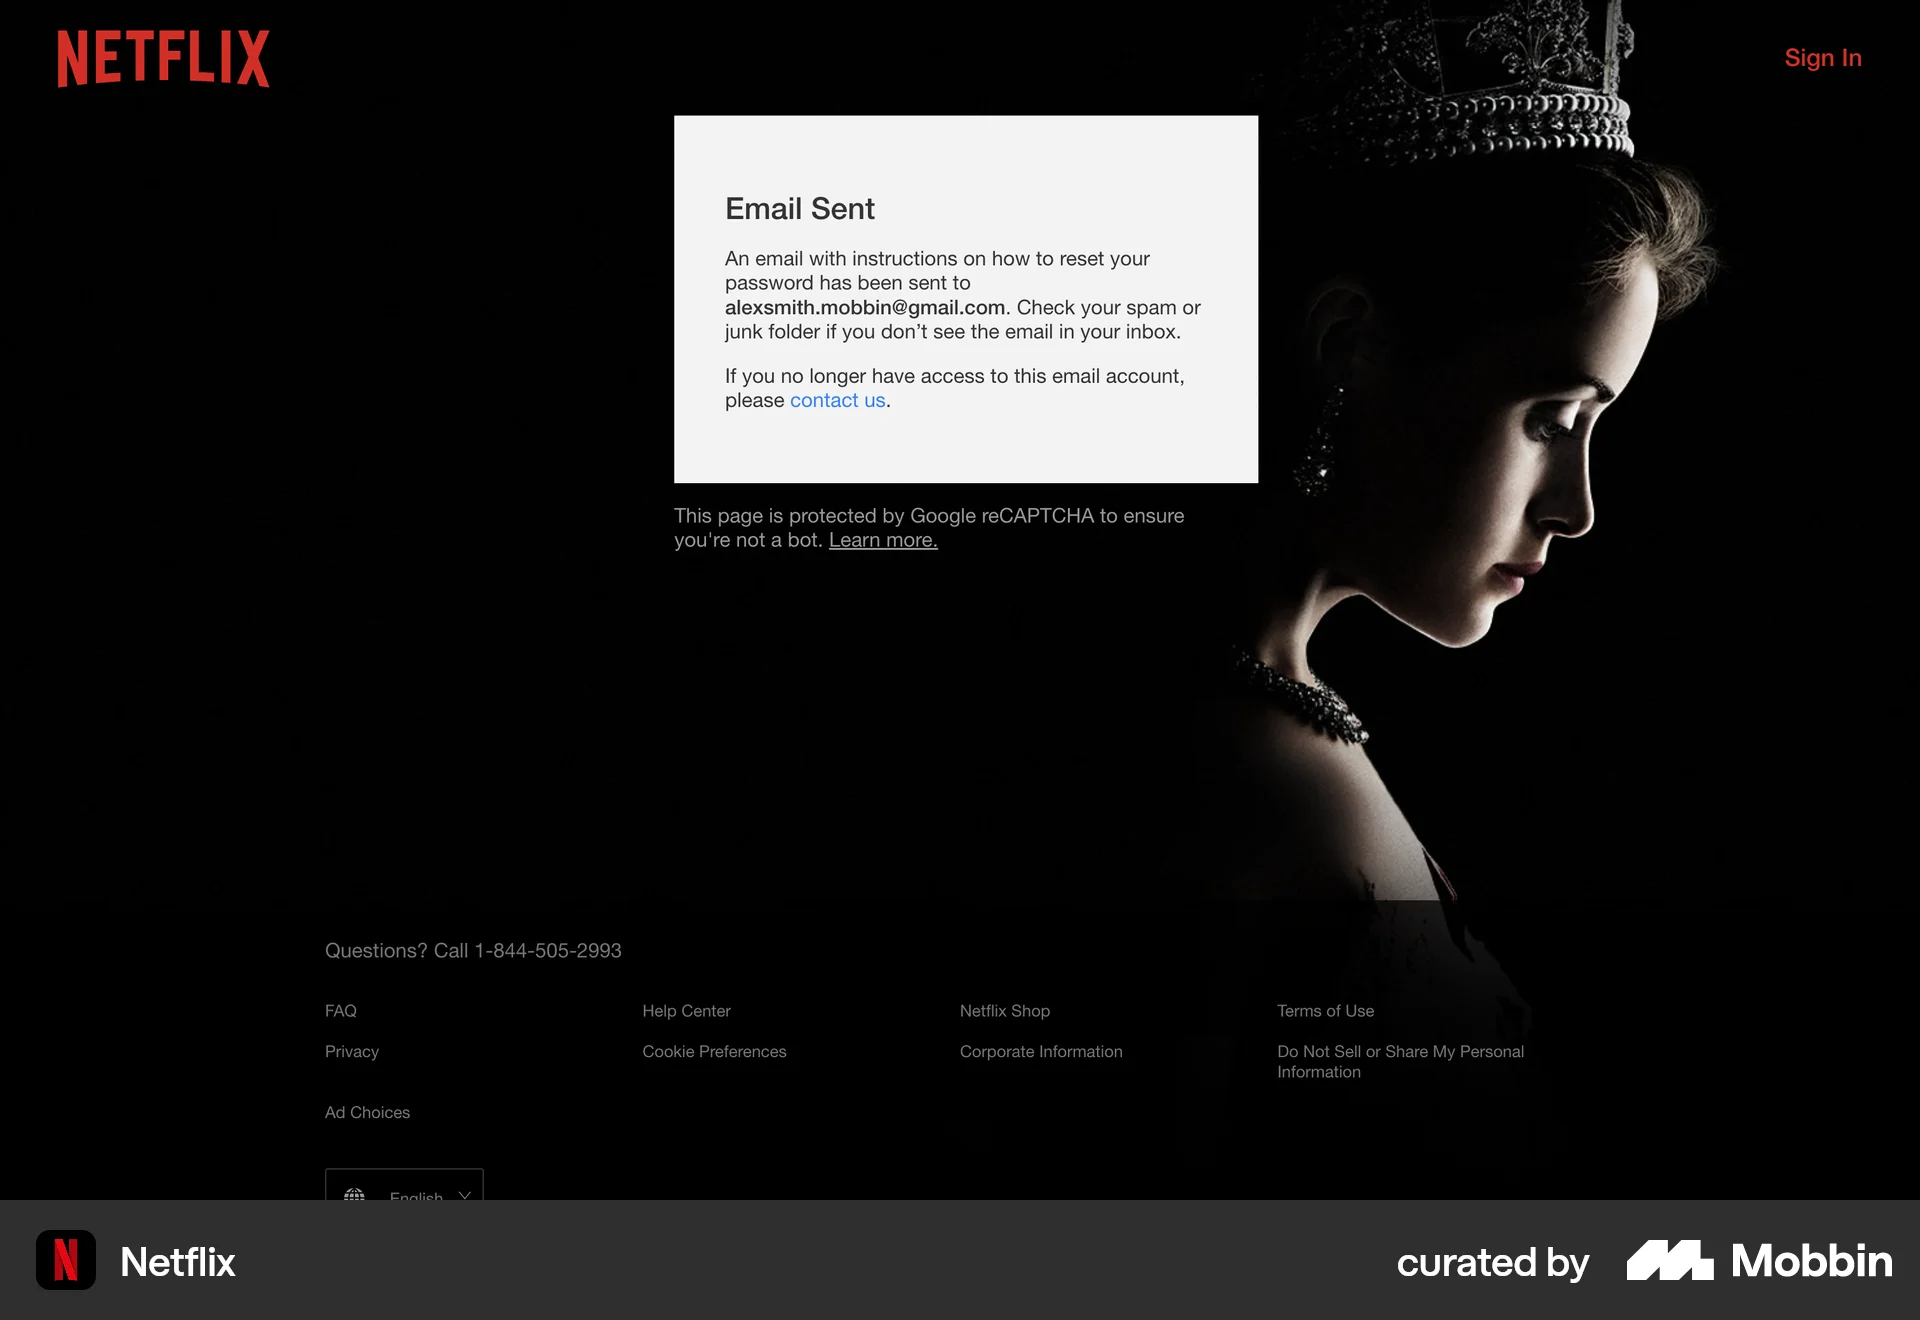 NETFLIX
Sign In
Email Sent
An email with instructions on how to reset your
password has been sent to
alexsmith.mobbin@gmail.com. Check your spam or
junk folder if you don’t see the email in your inbox.
If you no longer have access to this email account,
please contact us.
This page is protected by Google reCAPTCHA to ensure
you're not a bot. Learn more.
Questions? Call 1-844-505-2993
FAQ
Help Center
Netflix Shop
Terms of Use
Privacy
Cookie Preferences
Corporate Information
Do Not Sell or Share My Personal
Information
Ad Choices
English
N
Netflix
curated by
Mobbin